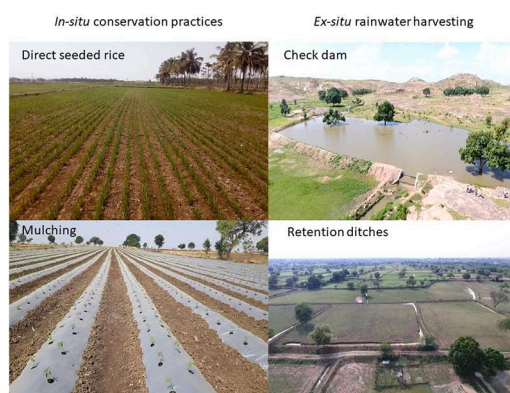 In-situ conservation practices
Ex-situ rainwater harvesting
Direct seeded rice
Check dam
Mulching
Retention ditches